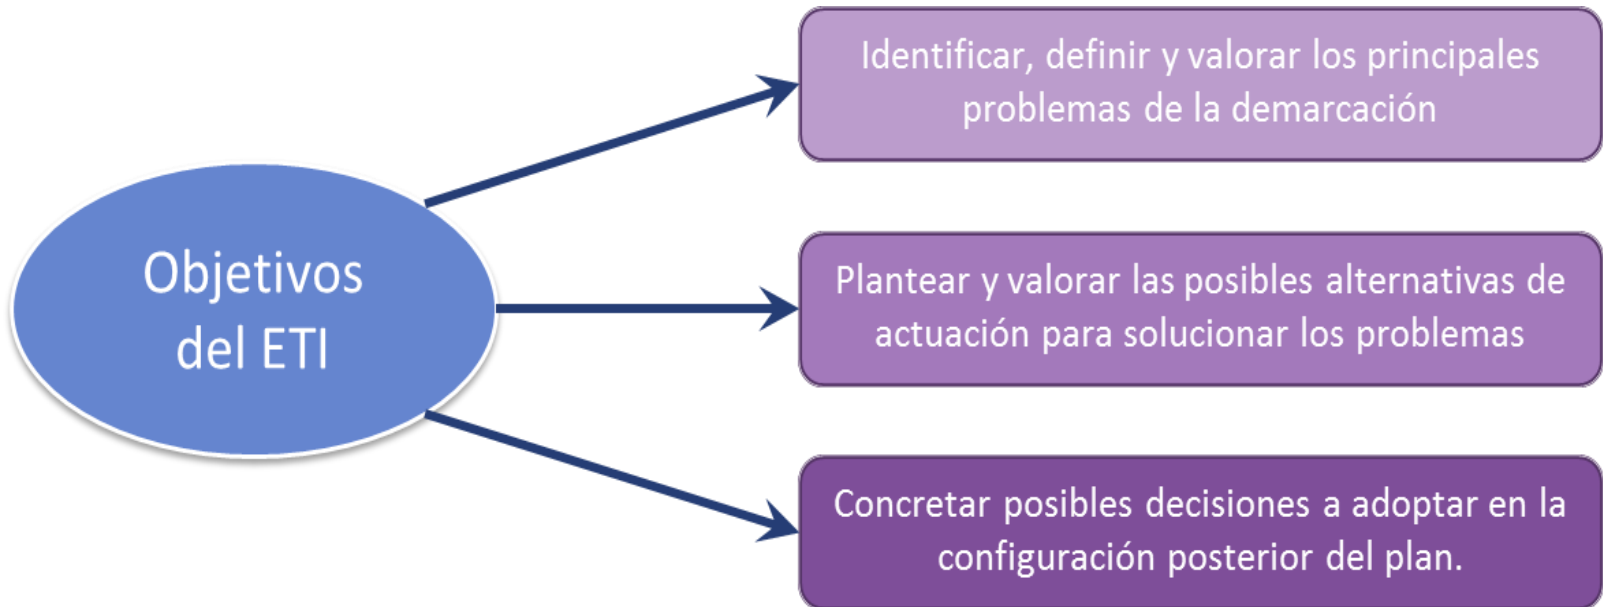 Objetivos
del ETI
Identificar, definir y valorar los principales
problemas de la demarcación
Plantear y valorar las posibles alternativas de
actuación para solucionar los problemas
Concretar posibles decisiones a adoptar en la
configuración posterior del plan.